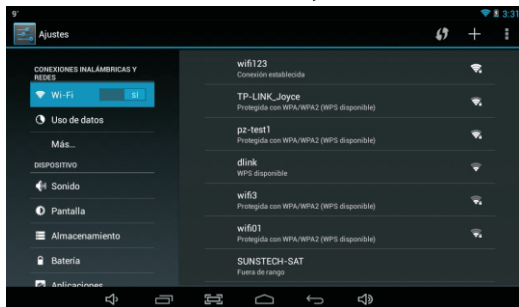 9°
3:31
Ajustes
CONEXIONES INALÁMBRICAS Y
REDES
Wi-Fi
SÍ
Uso de datos
Más...
DISPOSITIVO
Sonido
Pantalla
Almacenamiento
Batería
Aplicaciones
wifi123
Conexión establecida
TP-LINK_Joyce
Protegida con WPA/WPA2 (WPS disponible)
pz-test1
Protegida con WPA/WPA2 (WPS disponible)
dlink
WPS disponible
wifi3
Protegida con WPA/WPA2 (WPS disponible)
wifi01
Protegida con WPA/WPA2 (WPS disponible)
SUNSTECH-SAT
Fuera de rango